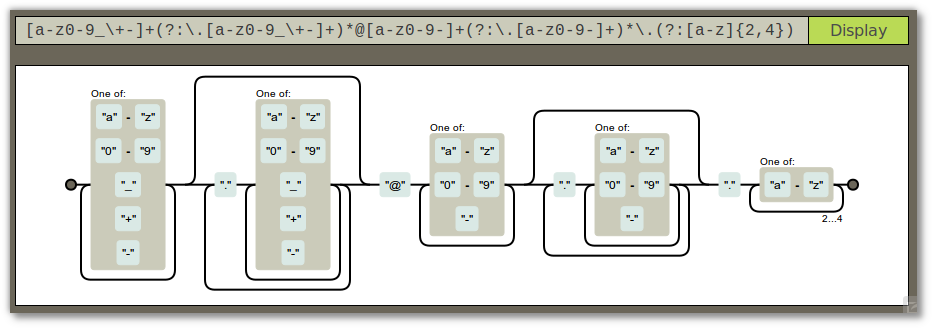 [a-z0-9_\+-]+(?:\.[a-z0-9_\+-]+)*@[a-z0-9-]+(?:\.[a-z0-9-]+)*\.(?:[a-z]{2,4}) Display
One of:
"a" - "z"
"0" - "9"
"_"
"+"
"-"
"."
One of:
"a" - "z"
"0" - "9"
"_"
"+"
"-"
"@"
One of:
"a" - "z"
"0" - "9"
"-"
"."
One of:
"a" - "z"
"0" - "9"
"-"
"."
One of:
"a" - "z"
2...4